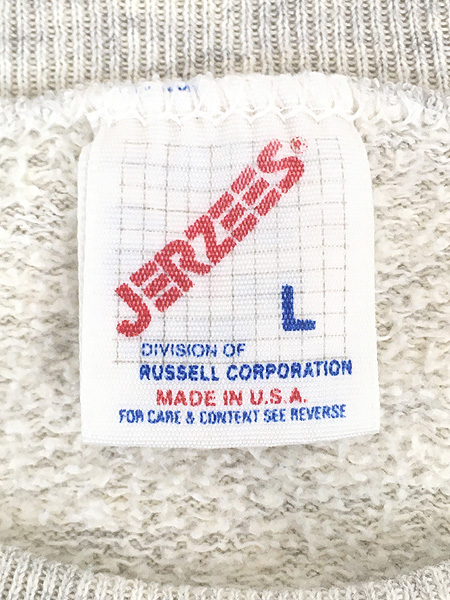 JERZEES®
L
DIVISION OF
RUSSELL CORPORATION
MADE IN U.S.A.
FOR CARE & CONTENT SEE REVERSE